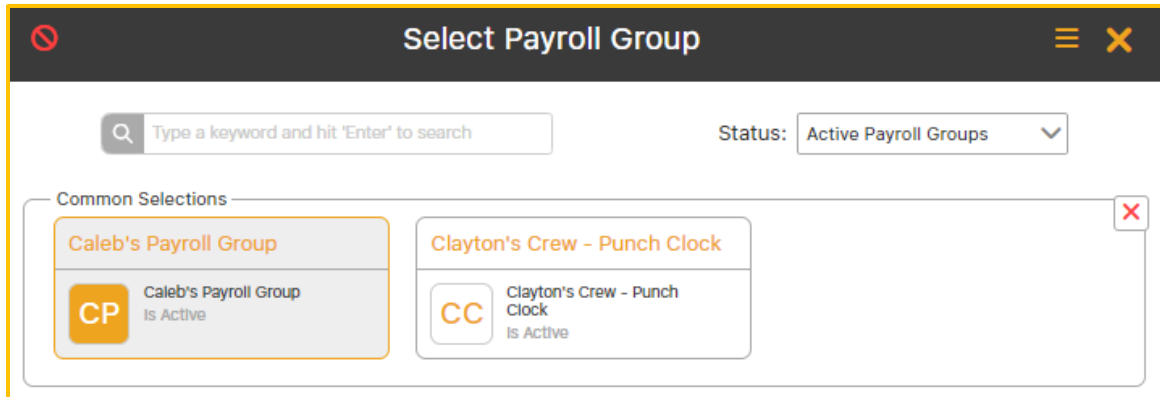 Select Payroll Group
Type a keyword and hit 'Enter' to search
Status: Active Payroll Groups
Common Selections
Caleb's Payroll Group
CP
Caleb's Payroll Group
Is Active
Clayton's Crew - Punch Clock
CC
Clayton's Crew - Punch
Clock
Is Active